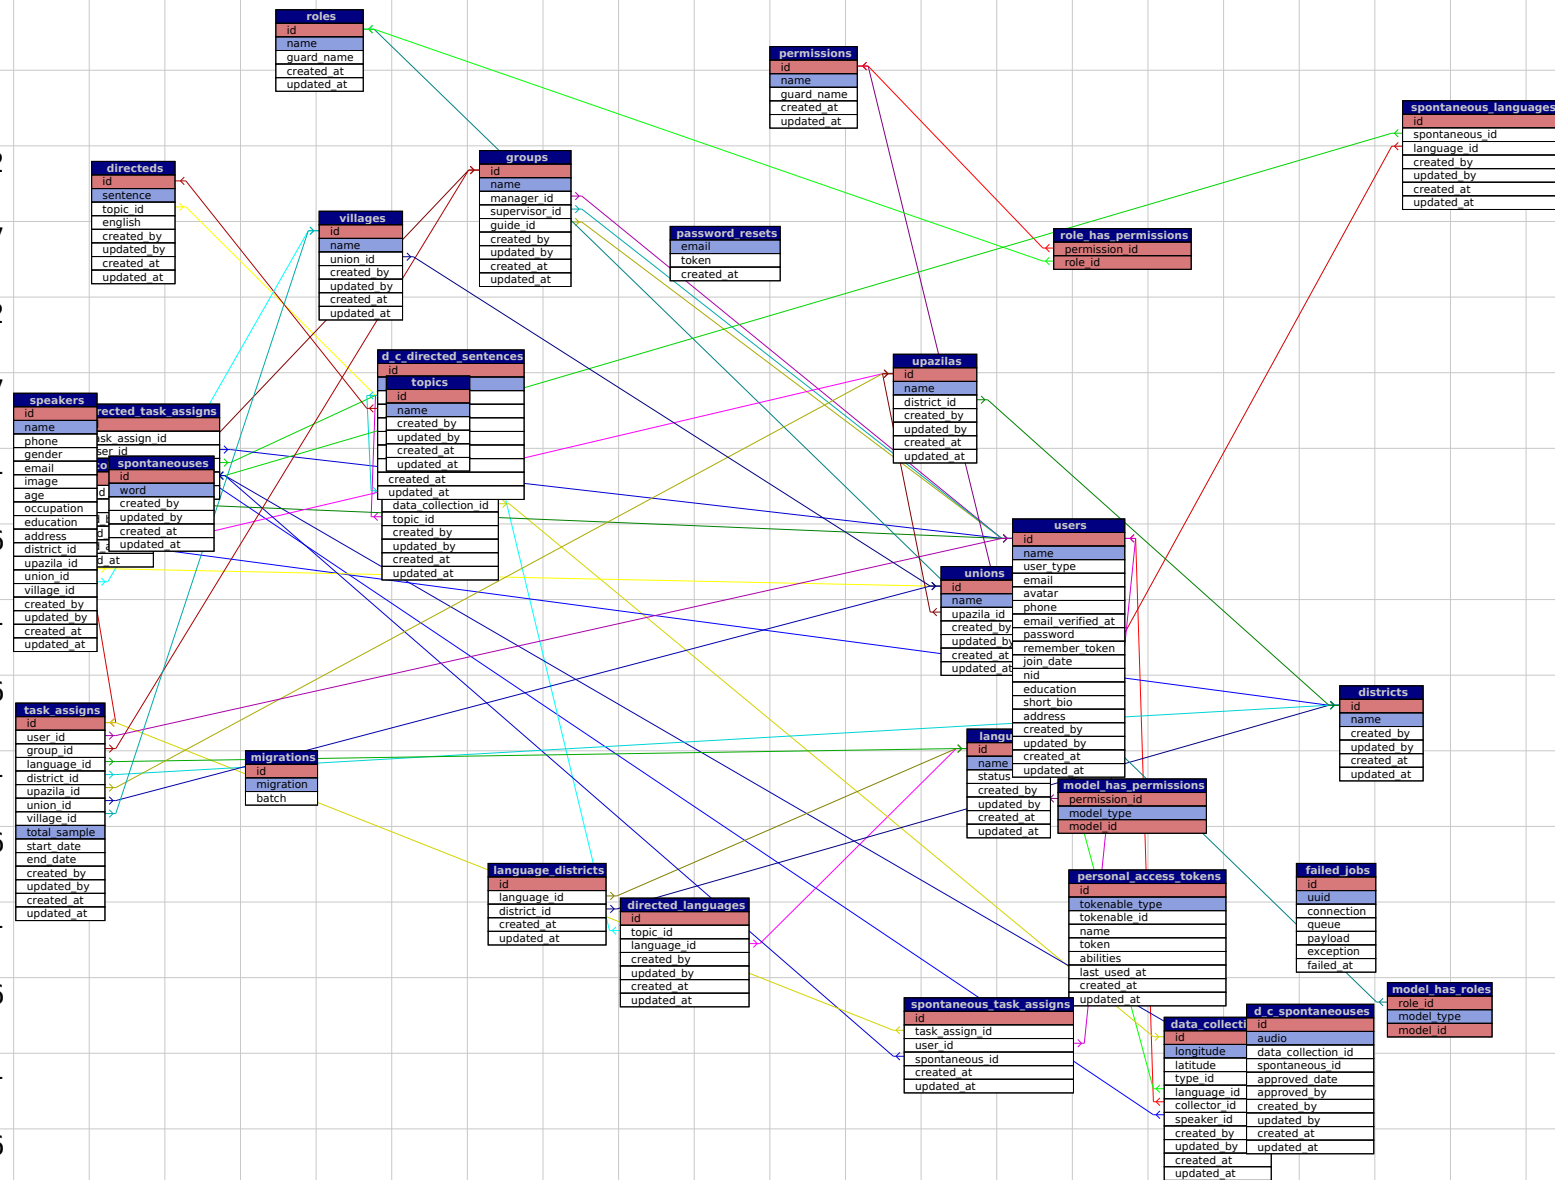 roles
id
name
guard_name
created_at
updated_at
permissions
id
name
guard_name
created_at
updated_at
spontaneous_languages
id
spontaneous_id
language_id
created_by
updated_by
created_at
updated_at
directeds
id
sentence
topic_id
english
created_by
updated_by
created_at
updated_at
groups
id
name
manager_id
supervisor_id
guide_id
created_by
updated_by
created_at
updated_at
villages
id
name
union_id
created_by
updated_by
created_at
updated_at
password_resets
email
token
created_at
role_has_permissions
permission_id
role_id
d_c_directed_sentences
id
created_at
updated_at
topics
id
name
created_by
updated_by
created_at
updated_at
data_collection_id
topic_id
created_by
updated_by
created_at
updated_at
upazilas
id
name
district_id
created_by
updated_by
created_at
updated_at
speakers
id
name
phone
gender
email
image
age
occupation
education
address
district_id
upazila_id
union_id
village_id
created_by
updated_by
created_at
updated_at
rected_task_assigns
ask_assign_id
ser_id
spontaneouses
id
word
created_by
updated_by
created_at
updated_at
d_at
users
id
name
user_type
email
avatar
phone
email_verified_at
password
remember_token
join_date
nid
education
short_bio
address
created_by
updated_by
created_at
updated_at
unions
id
name
upazila_id
created_by
updated_by
created_at
updated_at
districts
id
name
created_by
updated_by
created_at
updated_at
task_assigns
id
user_id
group_id
language_id
district_id
upazila_id
union_id
village_id
total_sample
start_date
end_date
created_by
updated_by
created_at
updated_at
migrations
id
migration
batch
langu
id
name
status
created_by
updated_by
created_at
updated_at
model_has_permissions
permission_id
model_type
model_id
language_districts
id
language_id
district_id
created_at
updated_at
directed_languages
id
topic_id
language_id
created_by
updated_by
created_at
updated_at
personal_access_tokens
id
tokenable_type
tokenable_id
name
token
abilities
last_used_at
created_at
updated_at
failed_jobs
id
uuid
connection
queue
payload
exception
failed_at
model_has_roles
role_id
model_type
model_id
spontaneous_task_assigns
id
task_assign_id
user_id
spontaneous_id
created_at
updated_at
data_collecti
id
longitude
latitude
type_id
language_id
collector_id
speaker_id
created_by
updated_by
created_at
updated_at
d_c_spontaneouses
id
audio
data_collection_id
spontaneous_id
approved_date
approved_by
created_by
updated_by
created_at
updated_at